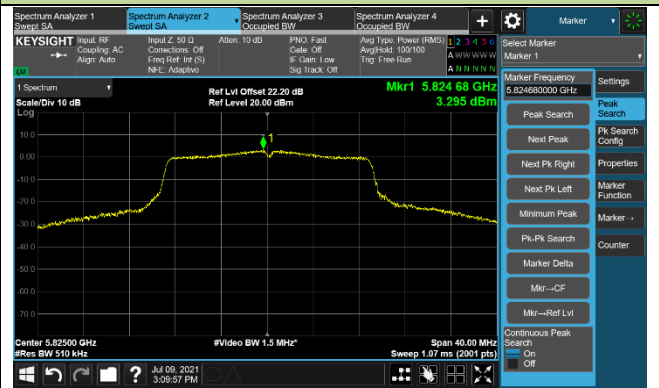 Spectrum Analyzer 1
Swept SA
Spectrum Analyzer 2
Swept SA
Spectrum Analyzer 3
Occupied BW
Spectrum Analyzer 4
Occupied BW
+
Marker
KEYSIGHT
Input: RF
Coupling: AC
Align: Auto
Input Z: 50 Ω
Corrections: Off
Freq Ref: Int (S)
NFE: Adaptive
Atten: 10 dB
PNO: Fast
Gate: Off
IF Gain: Low
Sig Track: Off
Avg Type: Power (RMS)
Avg|Hold: 100/100
Trig: Free Run
1 2 3 4 5 6
A W W W W W
A N N N N N
LXI
Select Marker
Marker 1
1 Spectrum
Scale/Div 10 dB
Log
Ref Lvl Offset 22.20 dB
Ref Level 20.00 dBm
Mkr1 5.824 68 GHz
3.295 dBm
1
10.0
0.00
-10.0
-20.0
-30.0
-40.0
-50.0
-60.0
-70.0
Center 5.82500 GHz
#Res BW 510 kHz
#Video BW 1.5 MHz*
Span 40.00 MHz
Sweep 1.07 ms (2001 pts)
Marker Frequency
5.824680000 GHz
Peak Search
Next Peak
Next Pk Right
Next Pk Left
Minimum Peak
Pk-Pk Search
Marker Delta
Mkr→CF
Mkr→Ref Lvl
Continuous Peak
Search
On
Off
Settings
Peak
Search
Pk Search
Config
Properties
Marker
Function
Marker→
Counter
?
Jul 09, 2021
3:09:57 PM